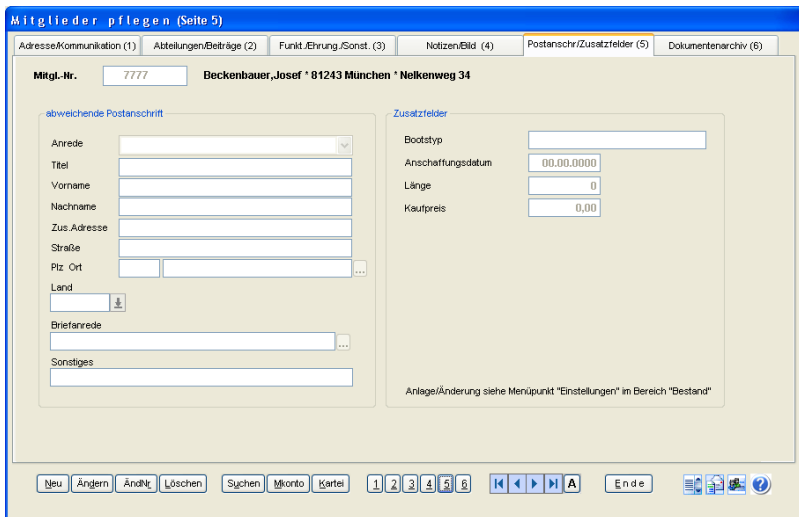 Mitglieder pflegen (Seite 5)
Adresse/Kommunikation (1) Abteilungen/Beiträge (2) Funkt./Ehrung./Sonst. (3) Notizen/Bild (4) Postanschr/Zusatzfelder (5) Dokumentenarchiv (6)
Mitgl.-Nr. 7777 Beckenbauer,Josef * 81243 München * Nelkenweg 34
abweichende Postanschrift
Anrede
Titel
Vorname
Nachname
Zus.Adresse
Straße
Plz Ort ...
Land
Briefanrede
...
Sonstiges
Zusatzfelder
Bootstyp
Anschaffungsdatum 00.00.0000
Länge 0
Kaufpreis 0,00
Anlage/Änderung siehe Menüpunkt "Einstellungen" im Bereich "Bestand"
Neu Ändern ÄndNr Löschen Suchen Mkonto Kartei 1 2 3 4 5 6 A Ende ?